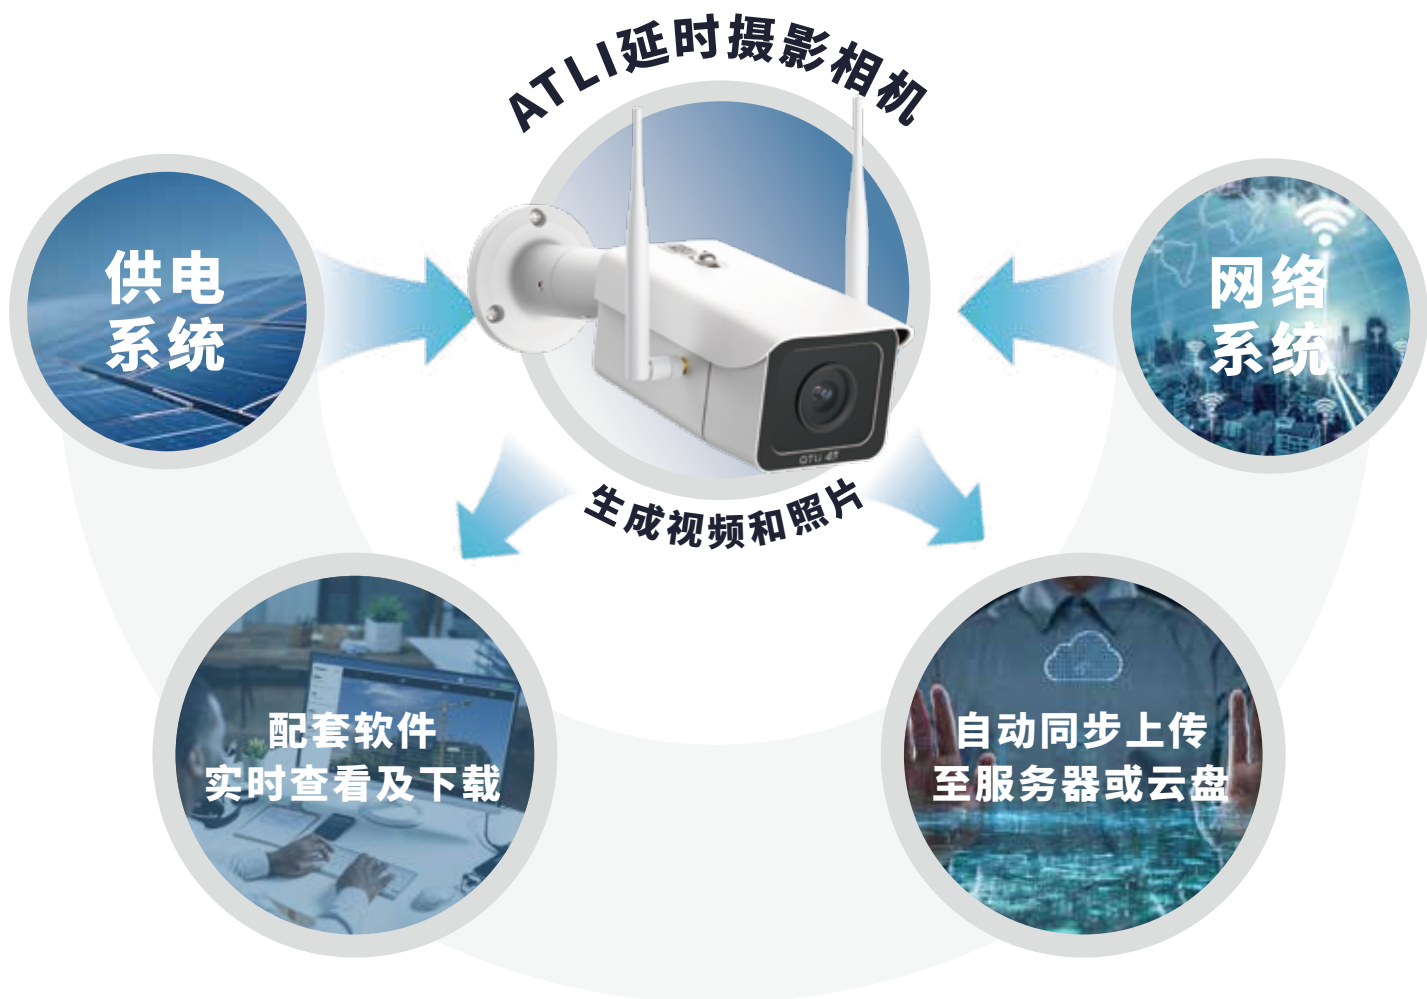 ATLI延时摄影相机
供电
系统
网络
系统
ATLI 4G
生成视频和照片
配套软件
实时查看及下载
自动同步上传
至服务器或云盘